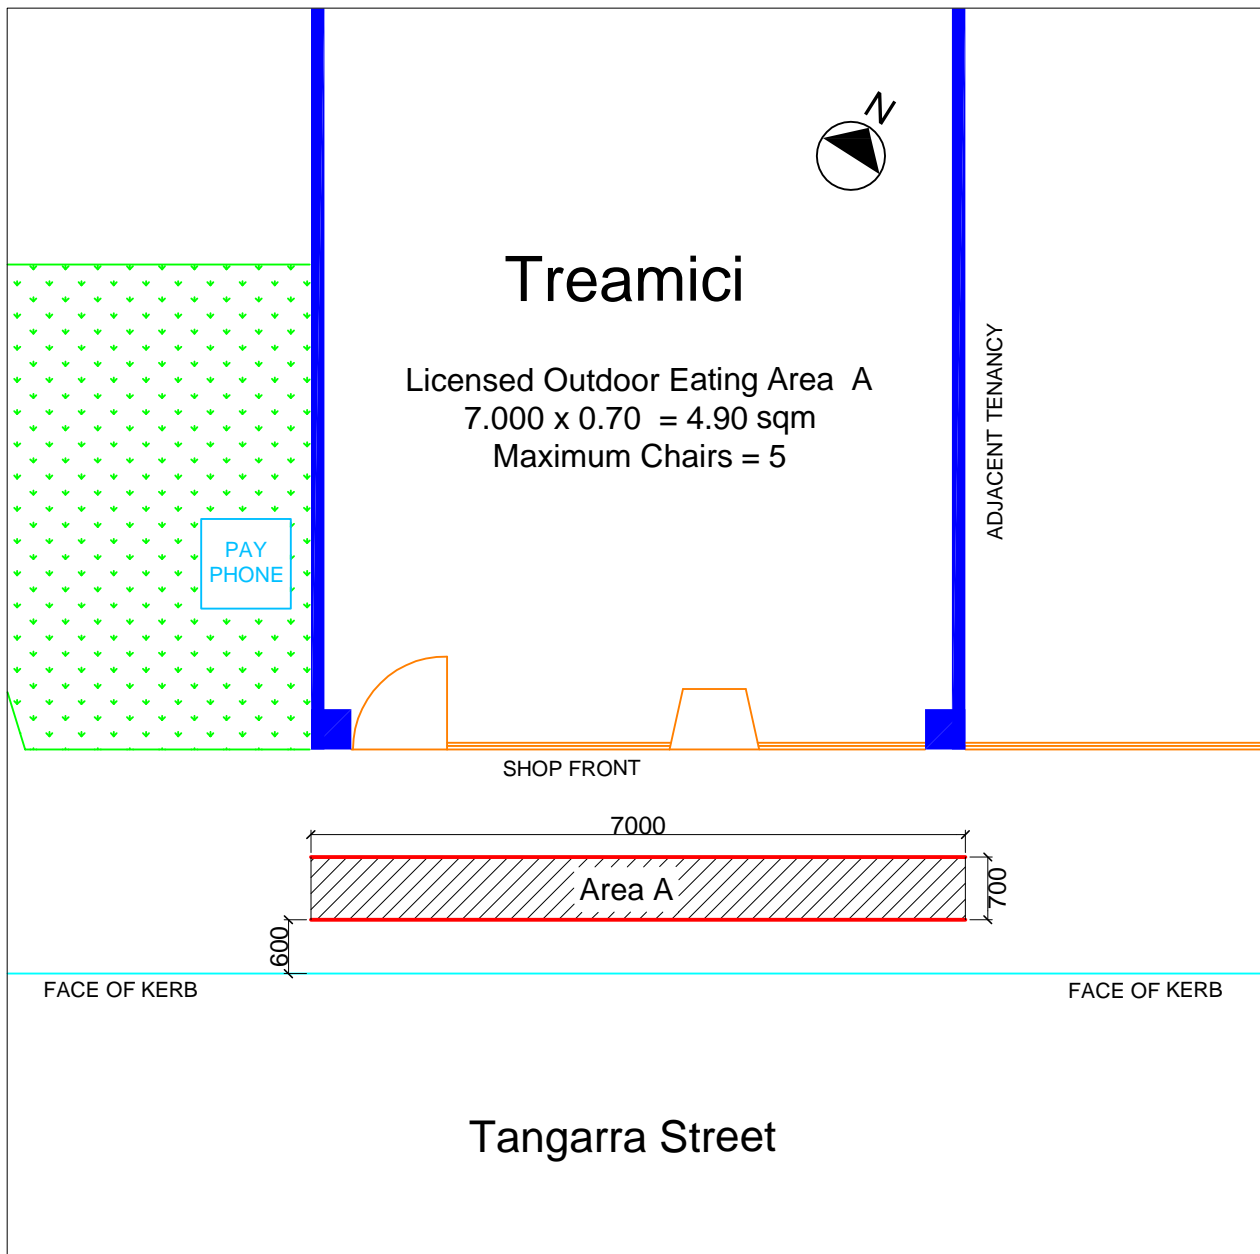 N
Treamici
Licensed Outdoor Eating Area A
7.000 x 0.70 = 4.90 sqm
Maximum Chairs = 5
ADJACENT TENANCY
PAY
PHONE
SHOP FRONT
7000
Area A
700
600
FACE OF KERB
FACE OF KERB
Tangarra Street